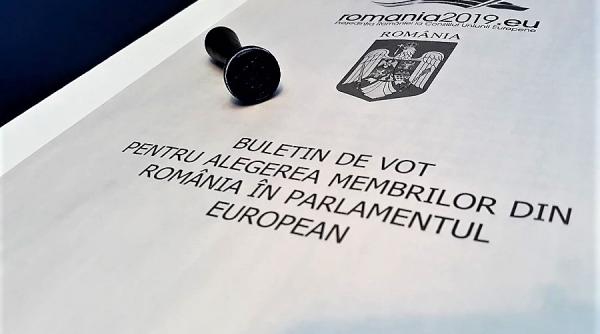 romania2019.eu
Președinția României la Consiliul Uniunii Europene
ROMÂNIA
BULETIN DE VOT
PENTRU ALEGEREA MEMBRILOR DIN
ROMÂNIA ÎN PARLAMENTUL
EUROPEAN